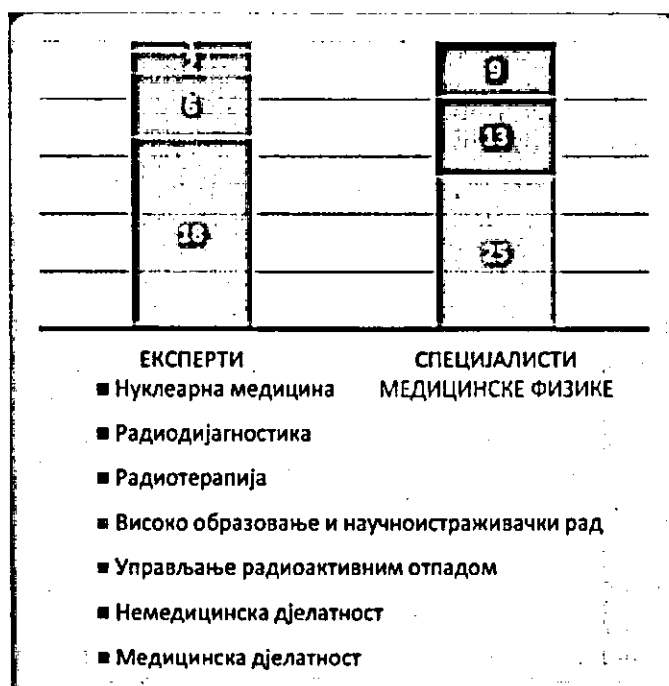 9
6
13
18
25
ЕКСПЕРТИ
СПЕЦИЈАЛИСТИ
МЕДИЦИНСКЕ ФИЗИКЕ
■ Нуклеарна медицина
■ Радиодијагностика
■ Радиотерапија
■ Високо образовање и научноистраживачки рад
■ Управљање радиоактивним отпадом
■ Немедицинска дјелатност
■ Медицинска дјелатност